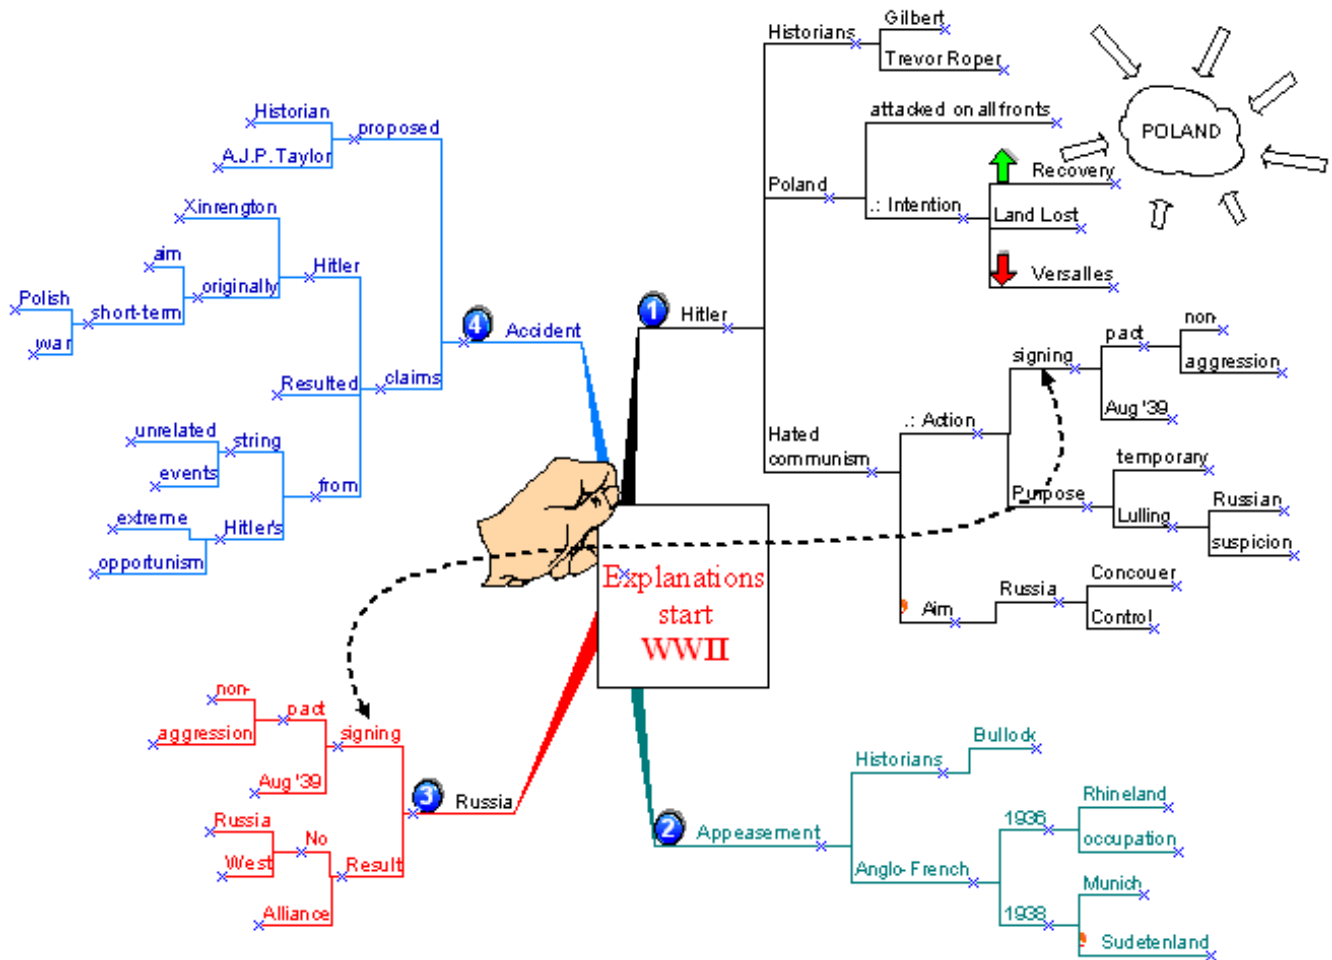 Explanations
start
WWII
1
Hitler
Historians
Gilbert
Trevor Roper
Poland
attacked on all fronts
.: Intention
Recovery
Land Lost
Versalles
POLAND
Hated
communism
.: Action
signing
pact
non-
aggression
Aug '39
Purpose
temporary
Lulling
Russian
suspicion
Aim
Russia
Concouer
Control
2
Appeasement
Historians
Bullock
Anglo-French
1936
Rhineland
occupation
1938
Munich
Sudetenland
3
Russia
signing
pact
non-
aggression
Aug '39
Result
No
Russia
West
Alliance
4
Accident
proposed
Historian
A.J.P. Taylor
claims
Hitler
Xinrengton
originally
aim
short-term
Polish
war
Resulted
from
string
unrelated
events
Hitler's
extreme
opportunism